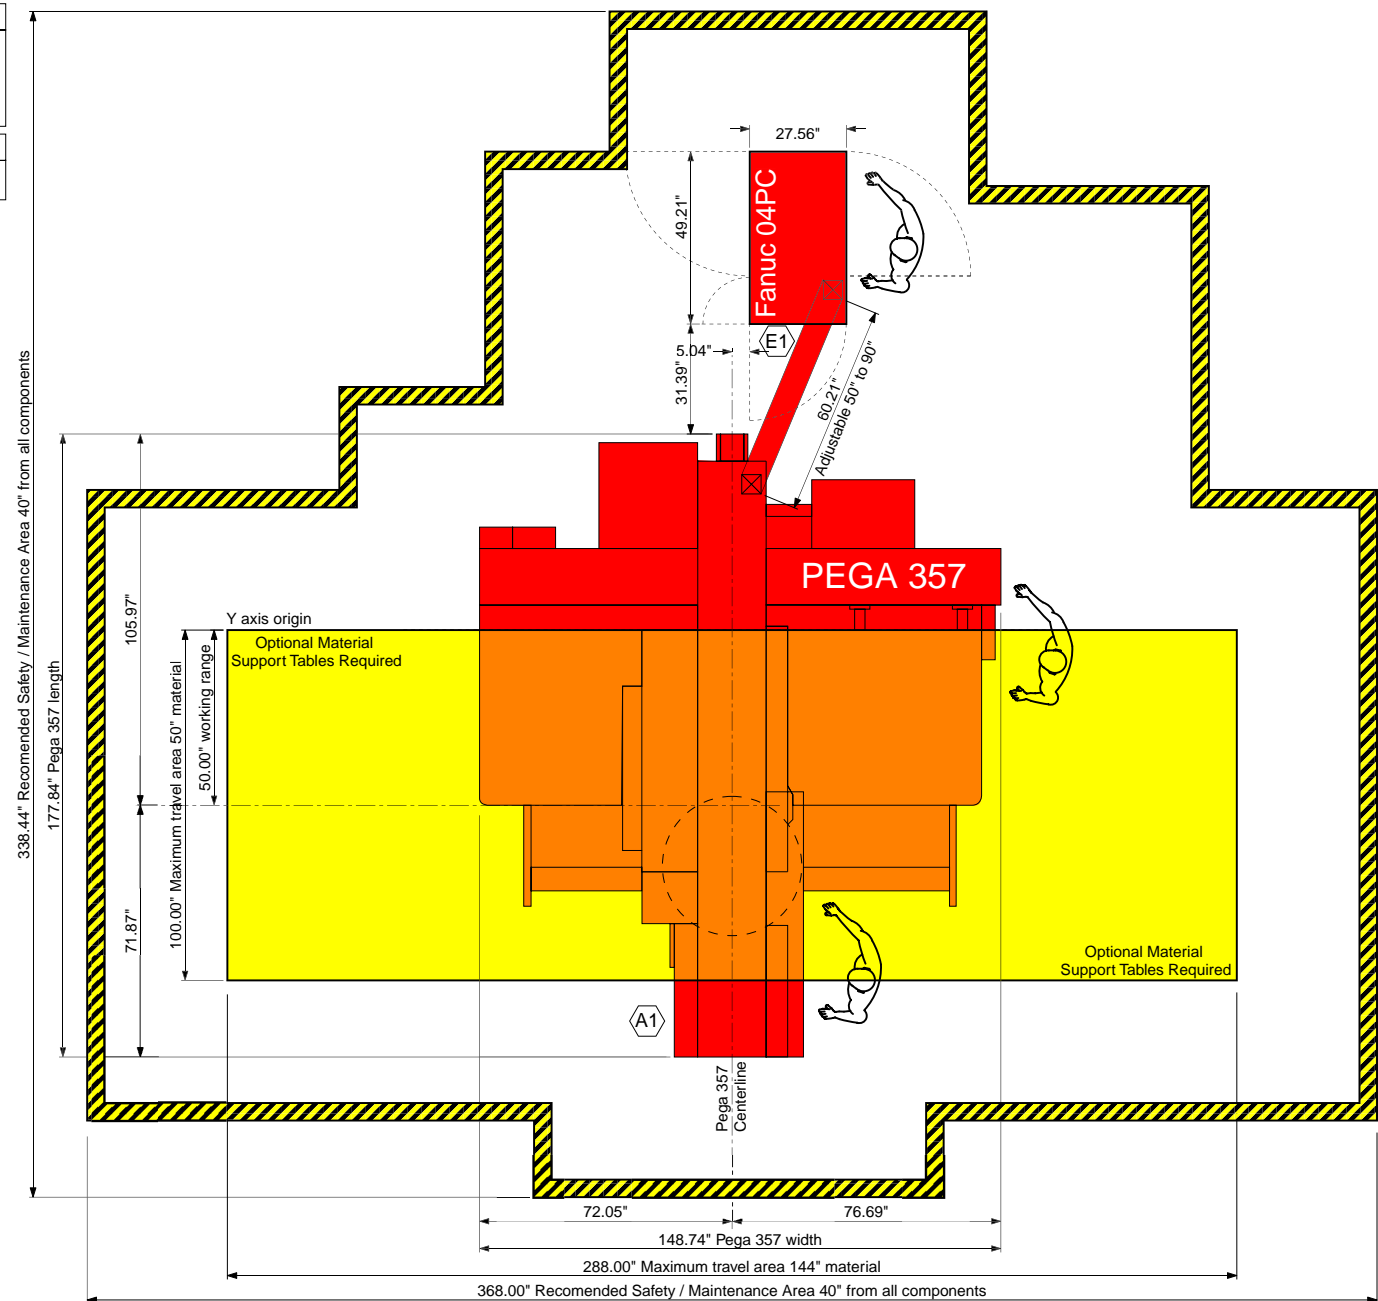 27.56"
49.21"
Fanuc 04PC
E1
5.04"
31.39"
60.21"
Adjustable 50" to 90"
338.44" Recomended Safety / Maintenance Area 40" from all components
177.84" Pega 357 length
105.97"
71.87"
PEGA 357
Y axis origin
Optional Material
Support Tables Required
100.00" Maximum travel area 50" material
50.00" working range
Optional Material
Support Tables Required
A1
Pega 357
Centerline
72.05"
76.69"
148.74" Pega 357 width
288.00" Maximum travel area 144" material
368.00" Recomended Safety / Maintenance Area 40" from all components